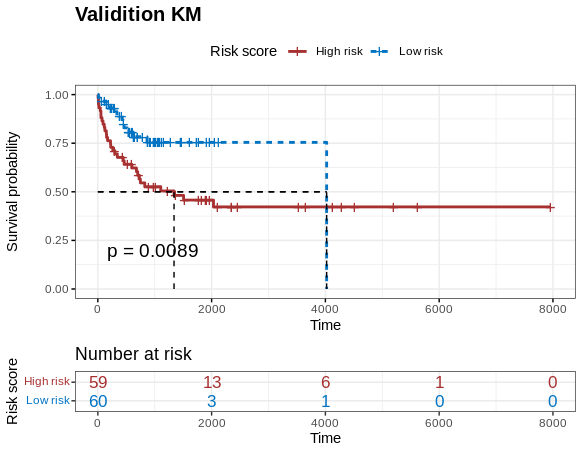 Validition KM
Risk score High risk Low risk
Survival probability
1.00
0.75
0.50
0.25
0.00
p = 0.0089
0 2000 4000 6000 8000
Time
Number at risk
Risk score
High risk 59 13 6 1 0
Low risk 60 3 1 0 0
0 2000 4000 6000 8000
Time